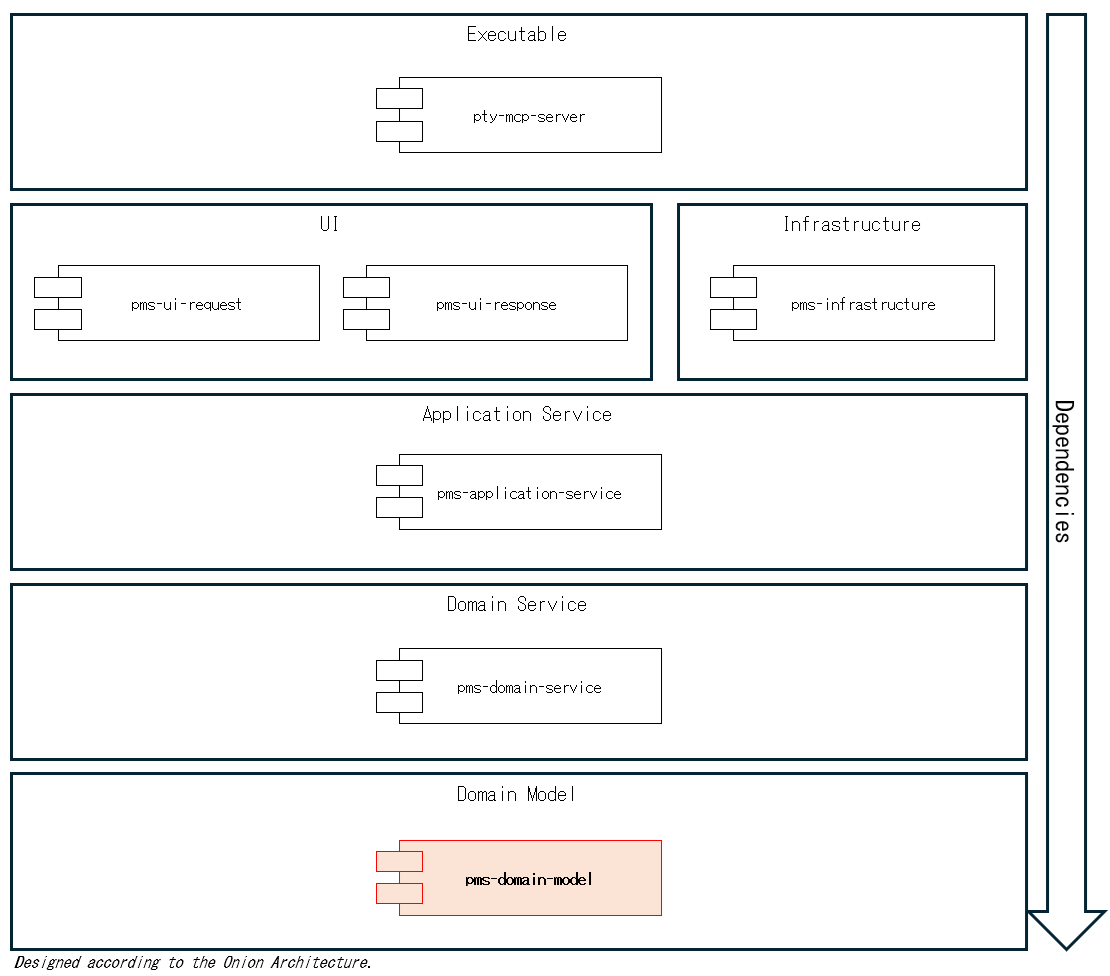 Executable
pty-mcp-server
UI
Infrastructure
pms-ui-request
pms-ui-response
pms-infrastructure
Application Service
pms-application-service
Dependencies
Domain Service
pms-domain-service
Domain Model
pms-domain-model
Designed according to the Onion Architecture.